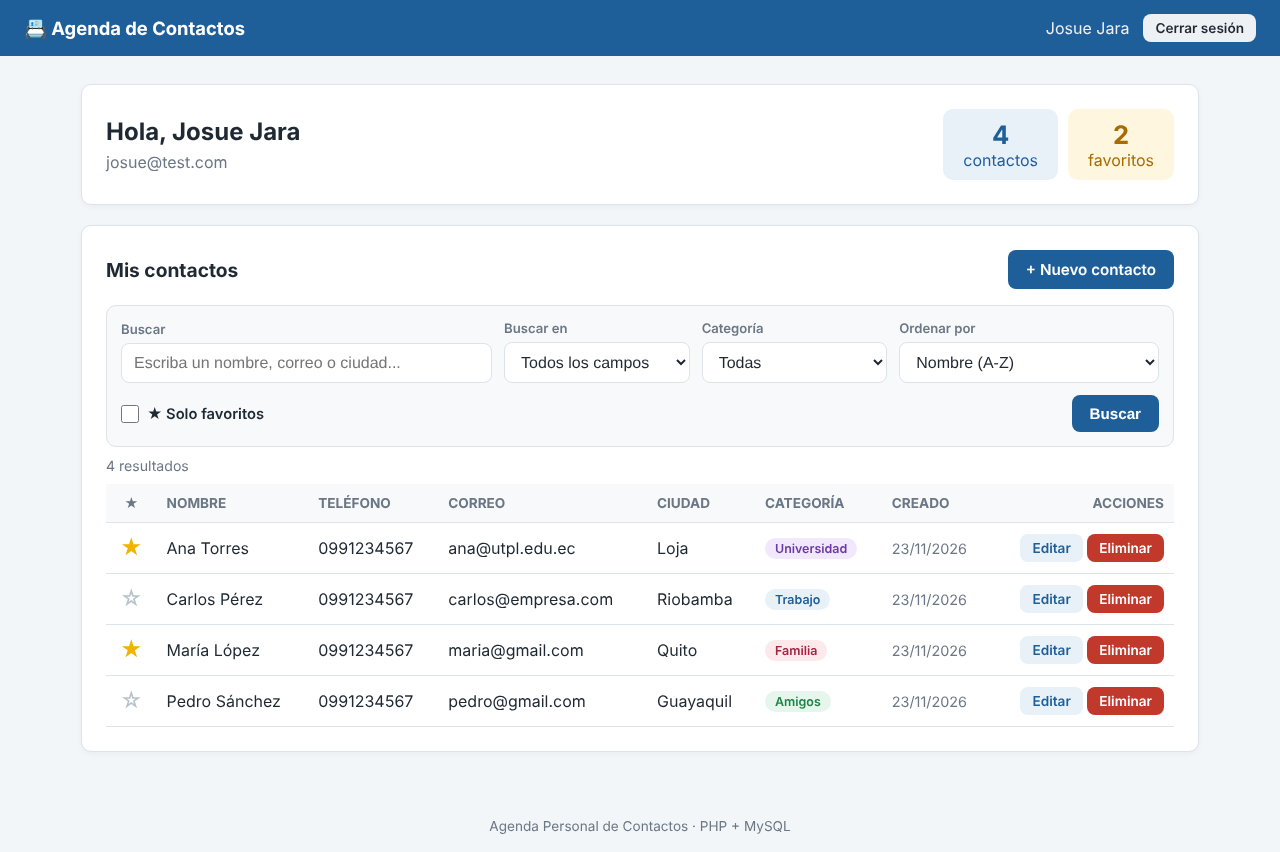 📇 Agenda de Contactos
Josue Jara Cerrar sesión
Hola, Josue Jara
josue@test.com
4 contactos
2 favoritos
Mis contactos
+ Nuevo contacto
Buscar Buscar en Categoría Ordenar por
Escriba un nombre, correo o ciudad... Todos los campos Todas Nombre (A-Z)
★ Solo favoritos Buscar
4 resultados
★ NOMBRE TELÉFONO CORREO CIUDAD CATEGORÍA CREADO ACCIONES
★ Ana Torres 0991234567 ana@utpl.edu.ec Loja Universidad 23/11/2026 Editar Eliminar
☆ Carlos Pérez 0991234567 carlos@empresa.com Riobamba Trabajo 23/11/2026 Editar Eliminar
★ María López 0991234567 maria@gmail.com Quito Familia 23/11/2026 Editar Eliminar
☆ Pedro Sánchez 0991234567 pedro@gmail.com Guayaquil Amigos 23/11/2026 Editar Eliminar
Agenda Personal de Contactos · PHP + MySQL